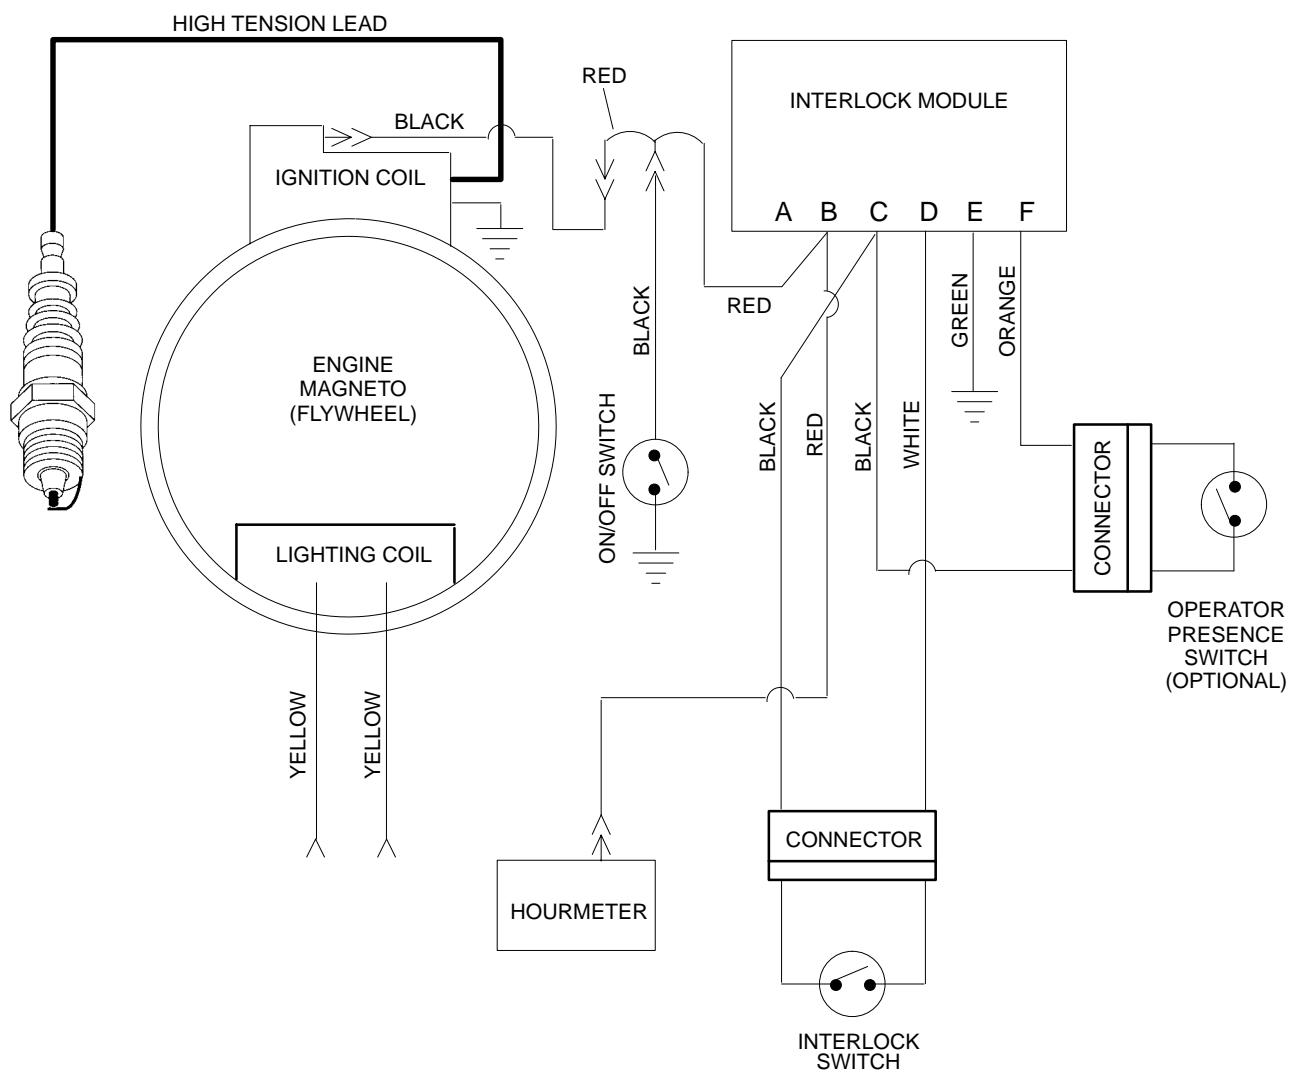 HIGH TENSION LEAD
RED
BLACK
IGNITION COIL
INTERLOCK MODULE
A B C D E F
RED
BLACK
GREEN
ORANGE
ENGINE
MAGNETO
(FLYWHEEL)
ON/OFF SWITCH
BLACK
RED
BLACK
WHITE
CONNECTOR
LIGHTING COIL
OPERATOR
PRESENCE
SWITCH
(OPTIONAL)
YELLOW
YELLOW
CONNECTOR
HOURMETER
INTERLOCK
SWITCH